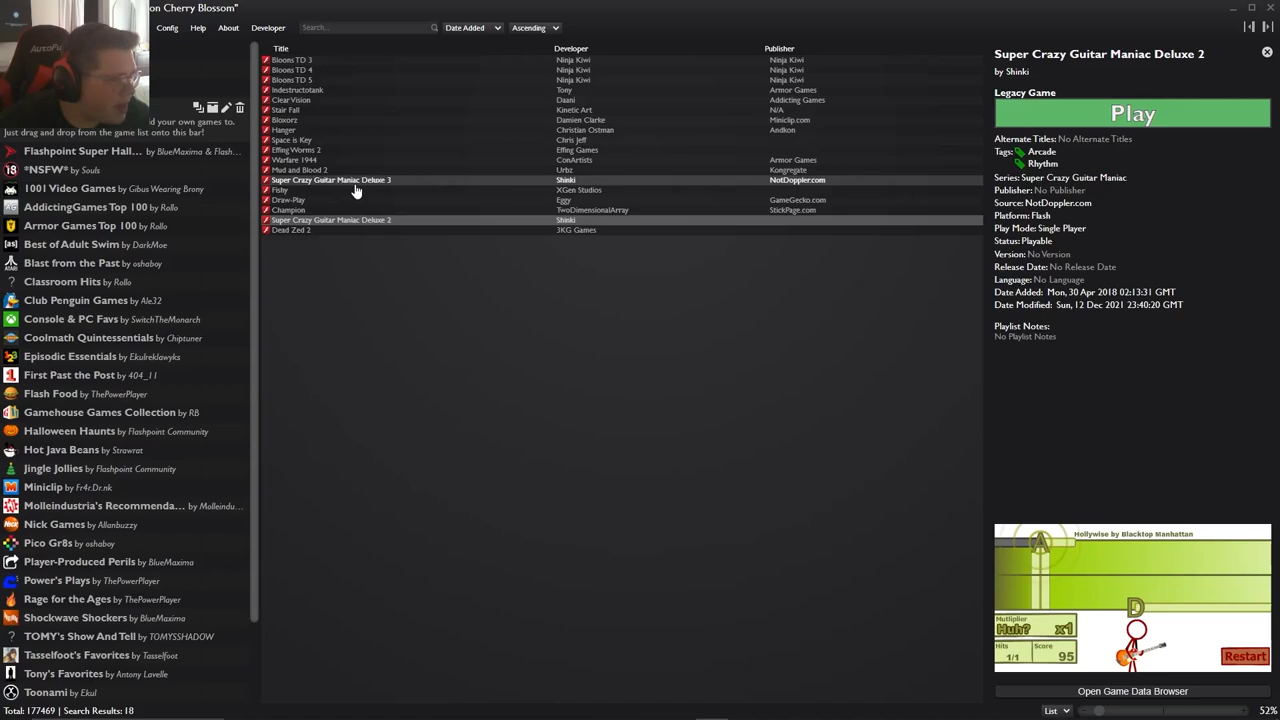 on Cherry Blossom"
Config Help About Developer Search... Date Added Ascending
ld your own games to.
Just drag and drop from the game list onto this bar!
Flashpoint Super Hall... by BlueMaxima & Flash...
*NSFW* by Souls
1001 Video Games by Gibus Wearing Brony
AddictingGames Top 100 by Rollo
Armor Games Top 100 by Rollo
Best of Adult Swim by DarkMoe
Blast from the Past by oshaboy
Classroom Hits by Rollo
Club Penguin Games by Ale32
Console & PC Favs by SwitchTheMonarch
Coolmath Quintessentials by Chiptuner
Episodic Essentials by Ekulreklawyks
First Past the Post by 404_11
Flash Food by ThePowerPlayer
Gamehouse Games Collection by RB
Halloween Haunts by Flashpoint Community
Hot Java Beans by Strawrat
Jingle Jollies by Flashpoint Community
Miniclip by Fr4r.Dr.nk
Molleindustria's Recommenda... by Molleindu...
Nick Games by Allanbuzzy
Pico Gr8s by oshaboy
Player-Produced Perils by BlueMaxima
Power's Plays by ThePowerPlayer
Rage for the Ages by ThePowerPlayer
Shockwave Shockers by BlueMaxima
TOMY's Show And Tell by TOMYSSHADOW
Tasselfoot's Favorites by Tasselfoot
Tony's Favorites by Antony Lavelle
Toonami by Ekul
Total: 177469 | Search Results: 18
Title Developer Publisher
Bloons TD 3 Ninja Kiwi Ninja Kiwi
Bloons TD 4 Ninja Kiwi Ninja Kiwi
Bloons TD 5 Ninja Kiwi Ninja Kiwi
Indestructotank Tony Armor Games
Clear Vision Daani Addicting Games
Stair Fall Kinetic Art N/A
Bloxorz Damien Clarke Miniclip.com
Hanger Christian Ostman Andkon
Space is Key Chris Jeff
Effing Worms 2 Effing Games
Warfare 1944 ConArtists Armor Games
Mud and Blood 2 Urbz Kongregate
Super Crazy Guitar Maniac Deluxe 3 Shinki NotDoppler.com
Fishy XGen Studios
Draw-Play Eggy GameGecko.com
Champion TwoDimensionalArray StickPage.com
Super Crazy Guitar Maniac Deluxe 2 Shinki
Dead Zed 2 3KG Games
Super Crazy Guitar Maniac Deluxe 2
by Shinki
Legacy Game
Play
Alternate Titles: No Alternate Titles
Tags: Arcade
Rhythm
Series: Super Crazy Guitar Maniac
Publisher: No Publisher
Source: NotDoppler.com
Platform: Flash
Play Mode: Single Player
Status: Playable
Version: No Version
Release Date: No Release Date
Language: No Language
Date Added: Mon, 30 Apr 2018 02:13:31 GMT
Date Modified: Sun, 12 Dec 2021 23:40:20 GMT
Playlist Notes:
No Playlist Notes
A Hollywise by Blacktop Manhattan
D
Mutliplier
Huh? x1
Hits Score
1/1 95
Restart
Open Game Data Browser
List 52%